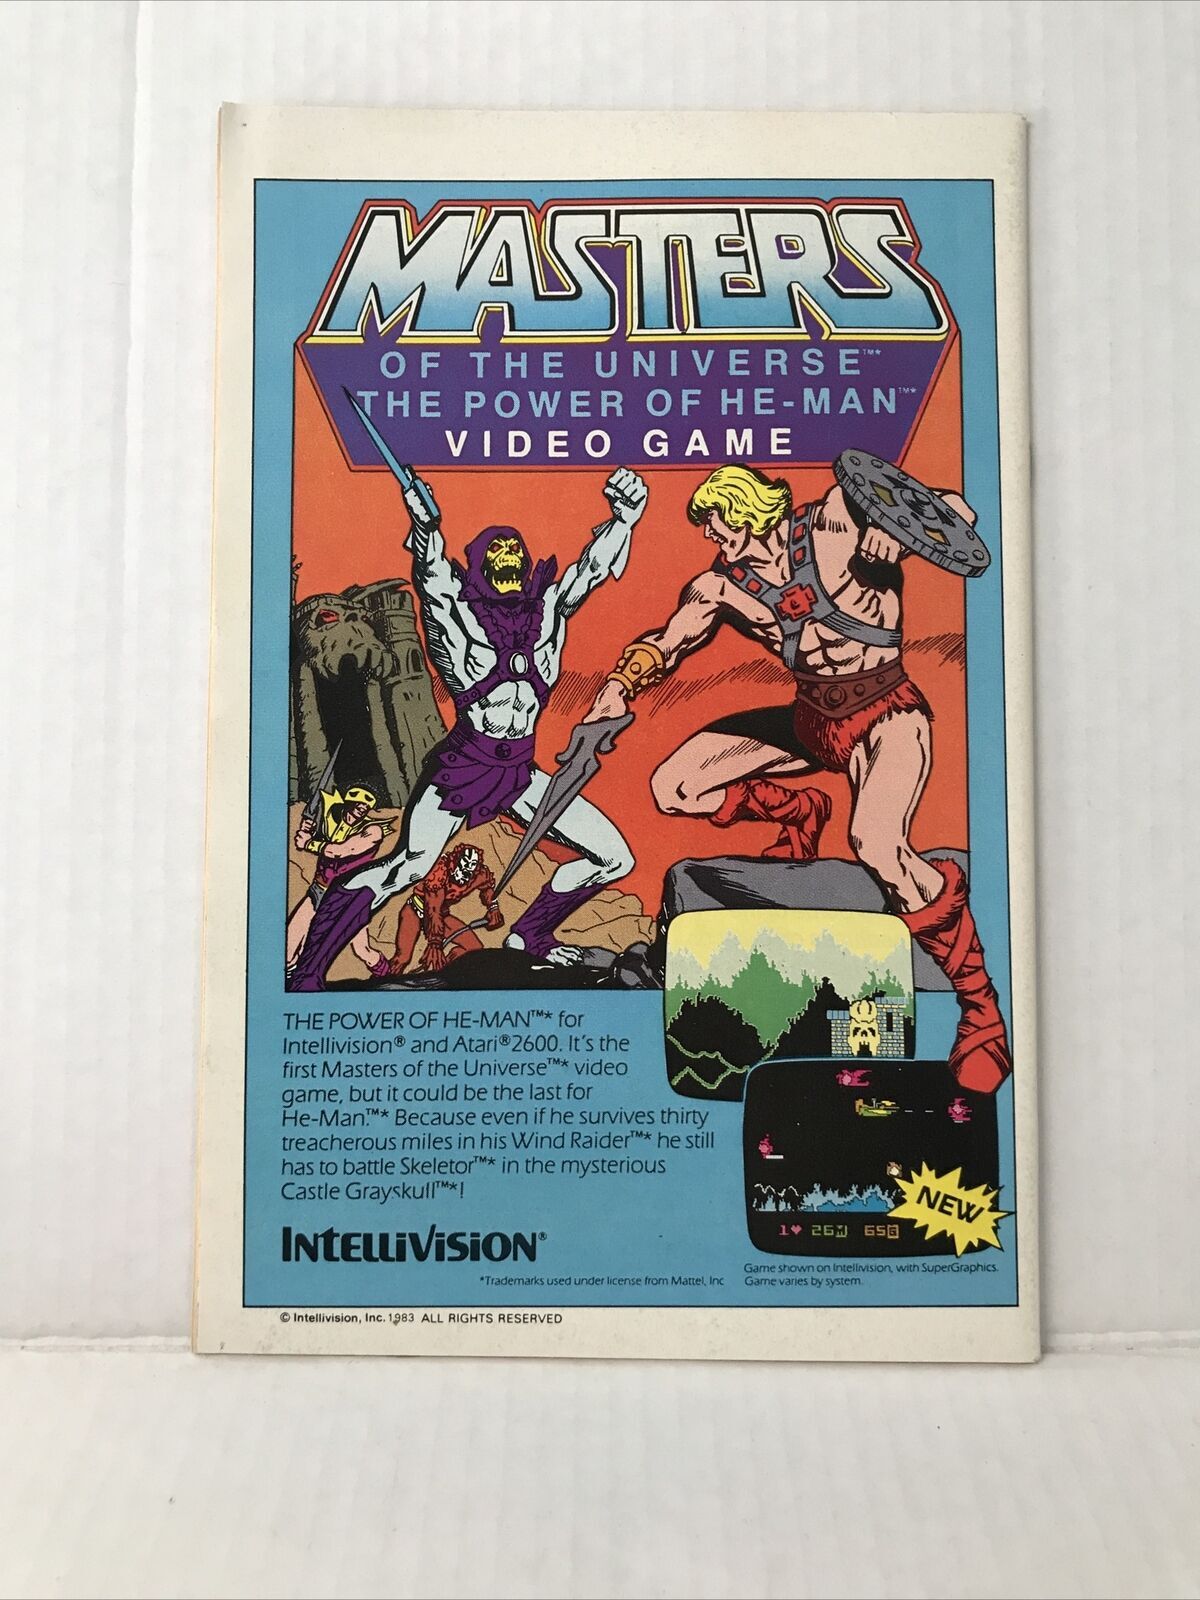 MASTERS
OF THE UNIVERSE™*
THE POWER OF HE-MAN™*
VIDEO GAME
THE POWER OF HE-MAN™* for
Intellivision® and Atari® 2600. It's the
first Masters of the Universe™* video
game, but it could be the last for
He-Man.™* Because even if he survives thirty
treacherous miles in his Wind Raider™* he still
has to battle Skeletor™* in the mysterious
Castle Grayskull™*!
INTELLIVISION®
*Trademarks used under license from Mattel, Inc
1♥ 26M 65B
NEW
Game shown on Intellivision, with SuperGraphics.
Game varies by system.
© Intellivision, Inc. 1983 ALL RIGHTS RESERVED